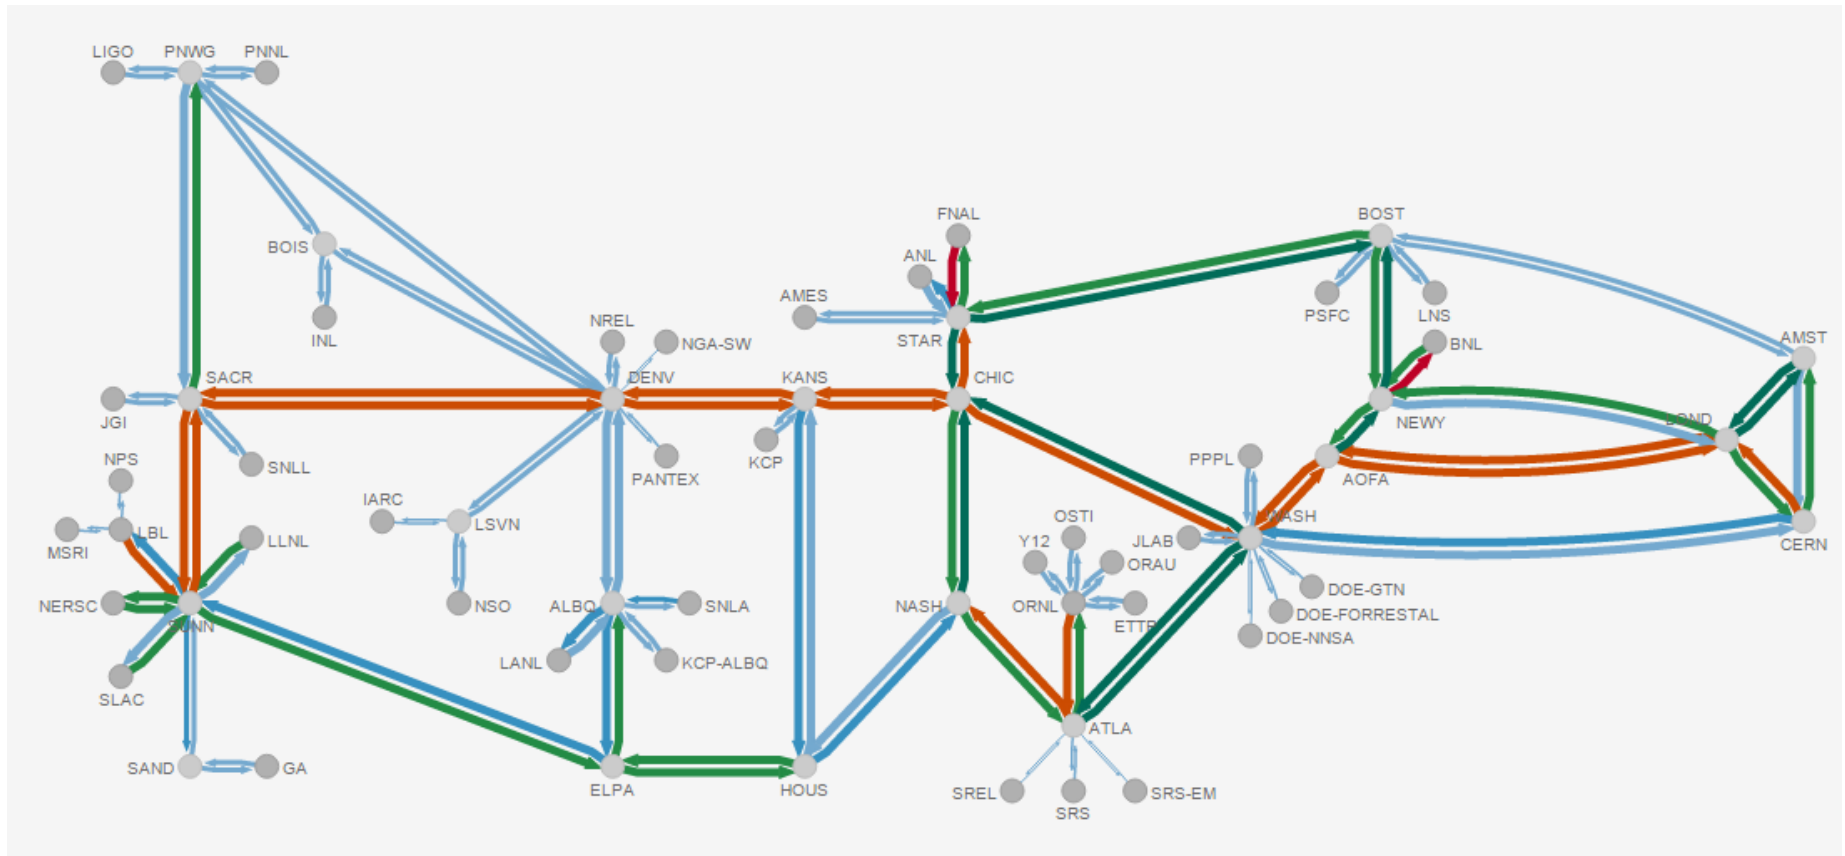 LIGO PNWG PNNL
FNAL
BOST
BOIS
ANL
AMES
PSFC LNS
INL
NREL
NGA-SW
STAR
BNL
AMST
SACR
DENV
KANS
CHIC
JGI
NEWY
LOND
NPS
SNLL
KCP
PANTEX
PPPL
AOFA
IARC
LSVN
OSTI
WASH
MSRI
LBL
LLNL
Y12
ORAU
JLAB
CERN
NERSC
SUNN
NSO
ALBQ
SNLA
NASH
ORNL
ETTP
DOE-GTN
DOE-FORRESTAL
DOE-NNSA
LANL
KCP-ALBQ
SLAC
ATLA
SAND
GA
ELPA
HOUS
SREL
SRS
SRS-EM